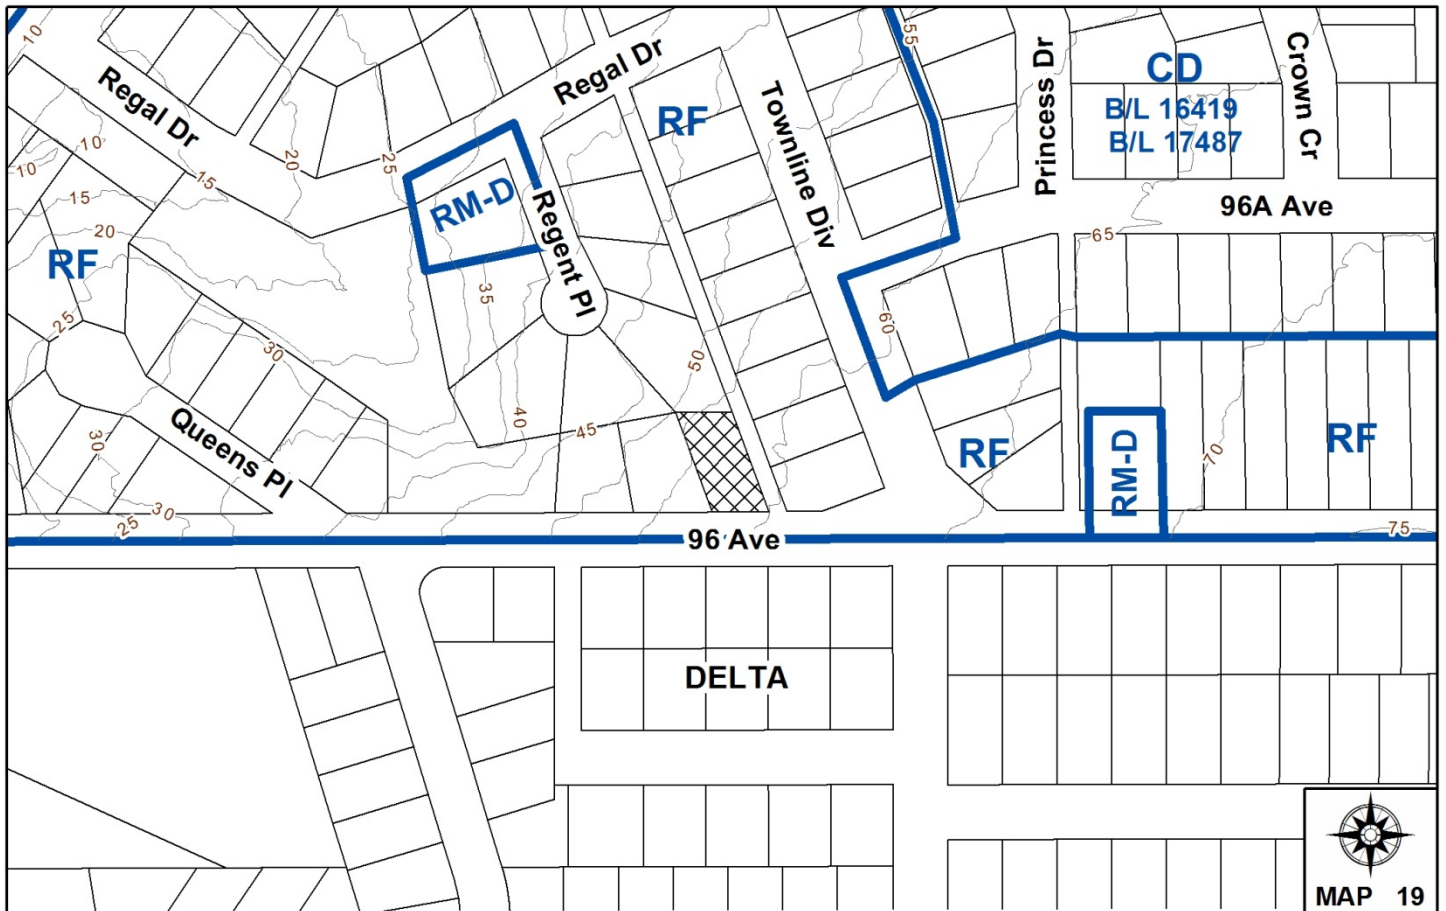 10
Regal Dr
55
Regal Dr
Princess Dr
Crown Cr
CD
B/L 16419
B/L 17487
Townline Div
RF
10
10
20
25
15
15
RM-D
Regent Pl
96A Ave
20
RF
65
35
25
60
30
50
40
45
Queens Pl
30
RF
RM-D
70
RF
30
25
75
96 Ave
DELTA
MAP 19